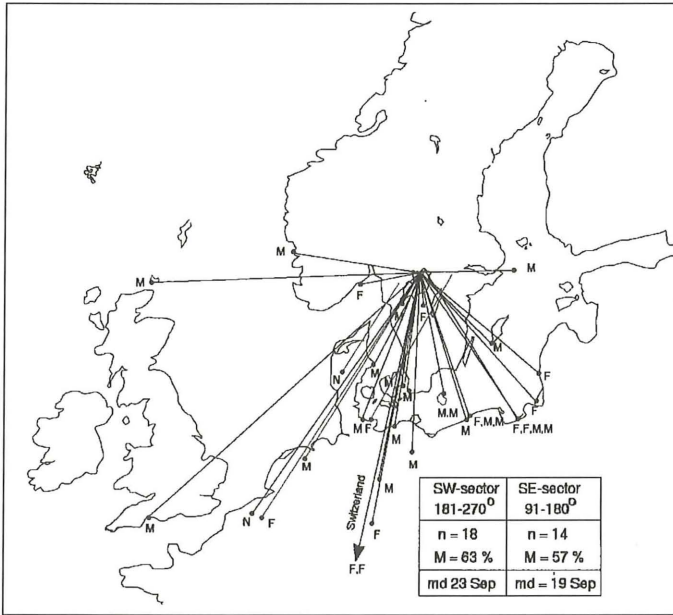 M
M
M
F
M
F
M
N
M
F
M
F
M
M,M
M
F,M,M
F,F,M,M
M F
M
M
M
M
M
N
F
F
Switzerland
F,F
SW-sector SE-sector
181-270° 91-180°
n = 18 n = 14
M = 63 % M = 57 %
md 23 Sep md = 19 Sep